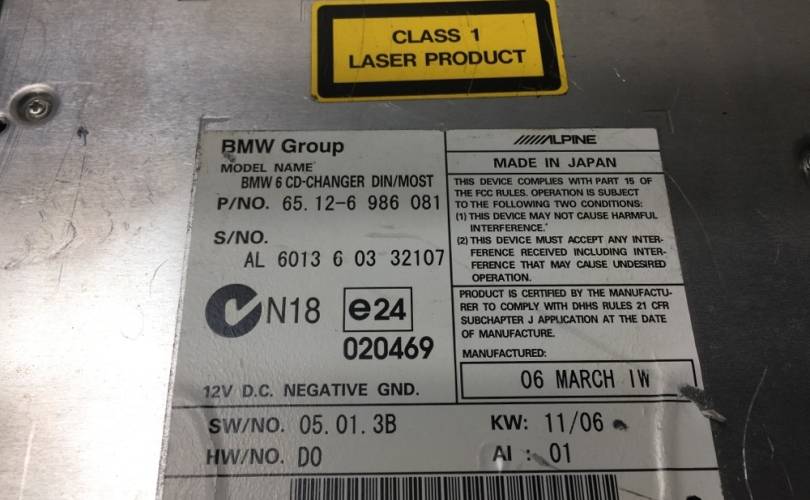 CLASS 1
LASER PRODUCT
BMW Group
MODEL NAME
BMW 6 CD-CHANGER DIN/MOST
P/NO. 65.12-6 986 081
S/NO.
AL 6013 6 03 32107
N18 e24
020469
12V D.C. NEGATIVE GND.
ALPINE
MADE IN JAPAN
THIS DEVICE COMPLIES WITH PART 15 OF
THE FCC RULES. OPERATION IS SUBJECT
TO THE FOLLOWING TWO CONDITIONS:
(1) THIS DEVICE MAY NOT CAUSE HARMFUL
INTERFERENCE.
(2) THIS DEVICE MUST ACCEPT ANY INTER-
FERENCE RECEIVED INCLUDING INTER-
FERENCE THAT MAY CAUSE UNDESIRED
OPERATION.
PRODUCT IS CERTIFIED BY THE MANUFACTU-
RER TO COMPLY WITH DHHS RULES 21 CFR
SUBCHAPTER J APPLICATION AT THE DATE
OF MANUFACTURE.
MANUFACTURED:
06 MARCH 1W
SW/NO. 05.01.3B KW: 11/06
HW/NO. D0 AI : 01